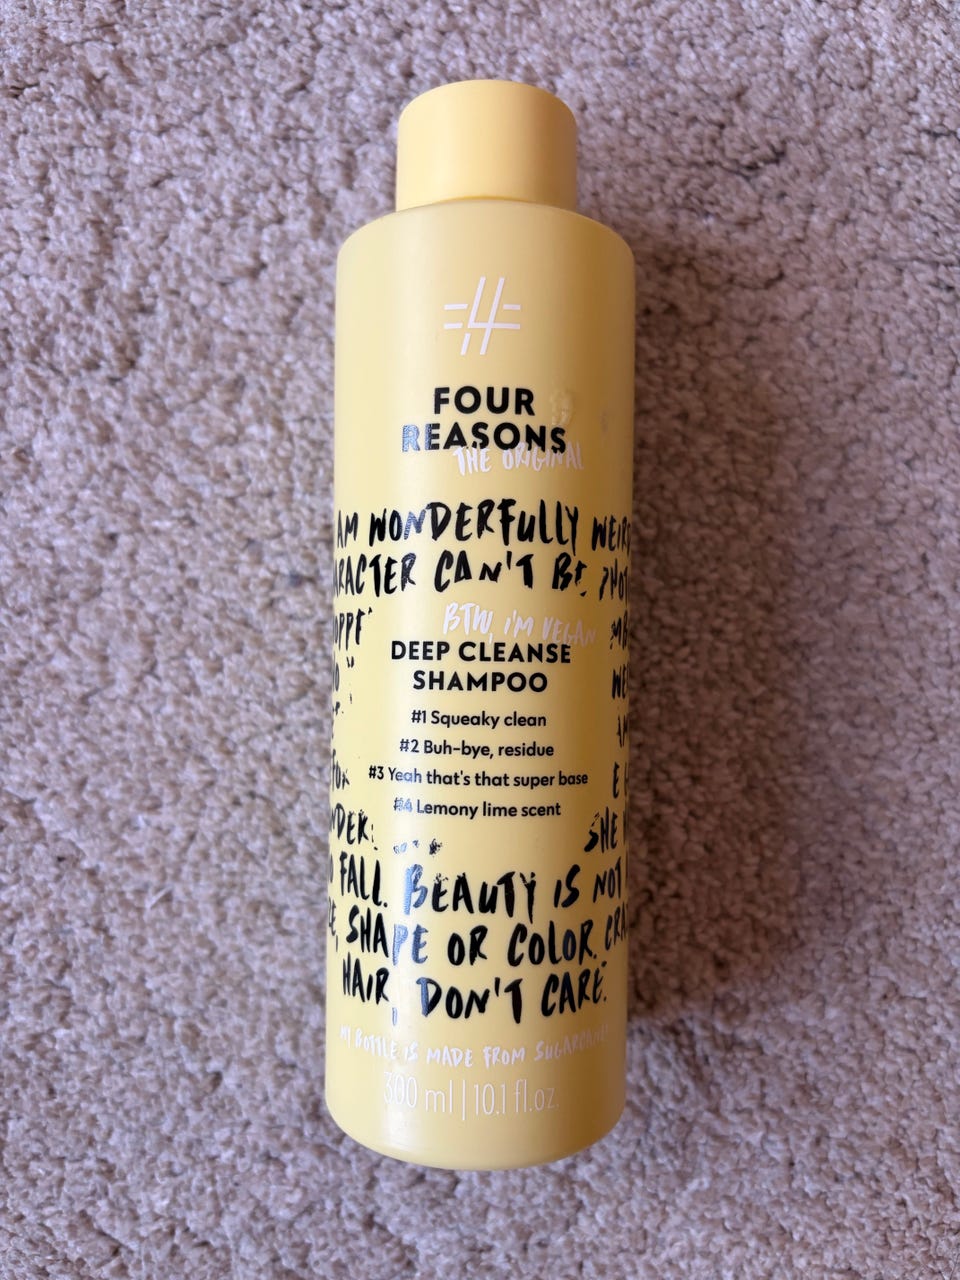 #4
FOUR
REASONS
THE ORIGINAL
AM WONDERFULLY
CAN'T
BTW, I'M VEGAN
DEEP CLEANSE
SHAMPOO
#1 Squeaky clean
#2 Buh-bye, residue
#3 Yeah that's that super base
#4 Lemony lime scent
SHE
FALL. BEAUTY IS NOT
SHAPE OR COLOR.
HAIR, DON'T CARE.
MY BOTTLE IS MADE FROM SUGARCANE
300 ml | 10.1 fl.oz.